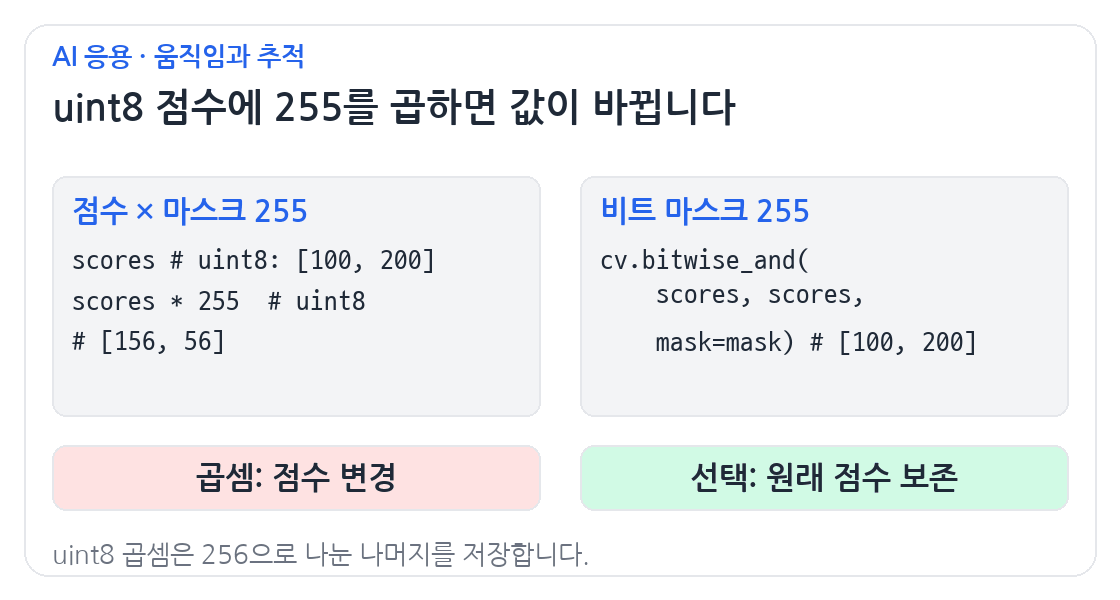 AI 응용 · 움직임과 추적
uint8 점수에 255를 곱하면 값이 바뀝니다
점수 × 마스크 255
scores # uint8: [100, 200]
scores * 255  # uint8
# [156, 56]
비트 마스크 255
cv.bitwise_and(
    scores, scores,
    mask=mask) # [100, 200]
곱셈: 점수 변경
선택: 원래 점수 보존
uint8 곱셈은 256으로 나눈 나머지를 저장합니다.